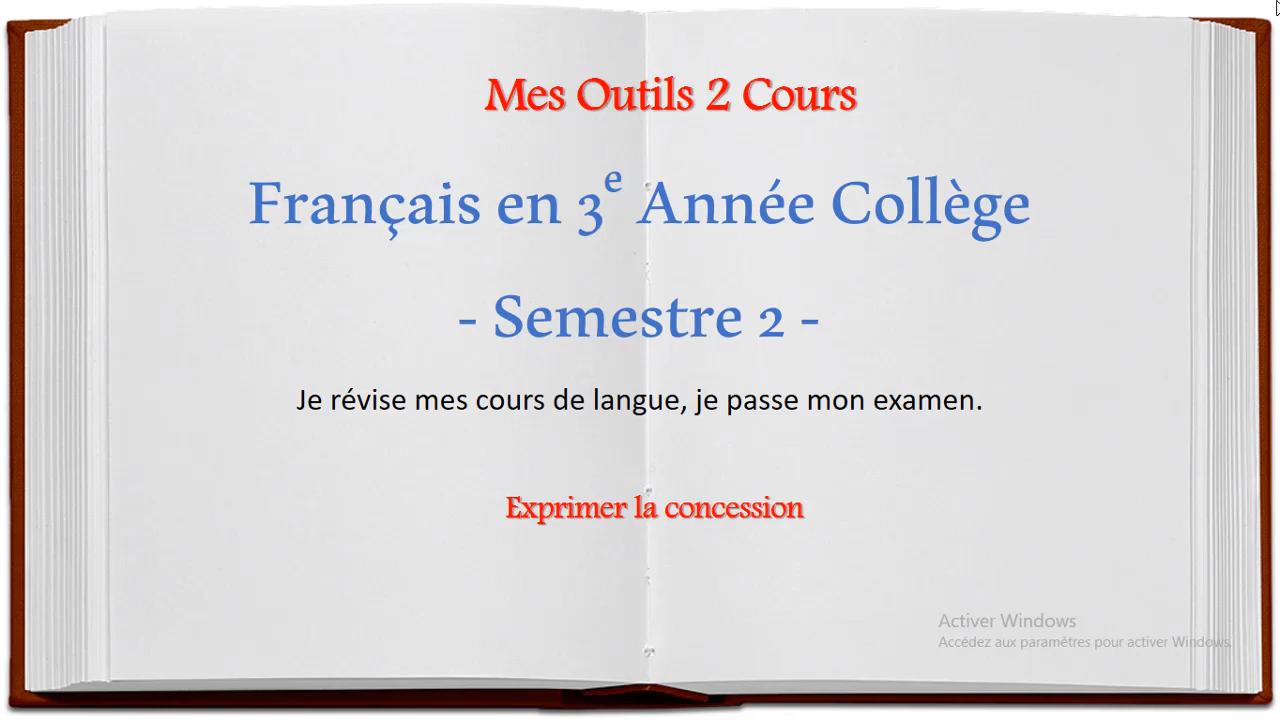 Mes Outils 2 Cours
Français en 3e Année Collège
- Semestre 2 -
Je révise mes cours de langue, je passe mon examen.
Exprimer la concession
Activer Windows
Accédez aux paramètres pour activer Windows.